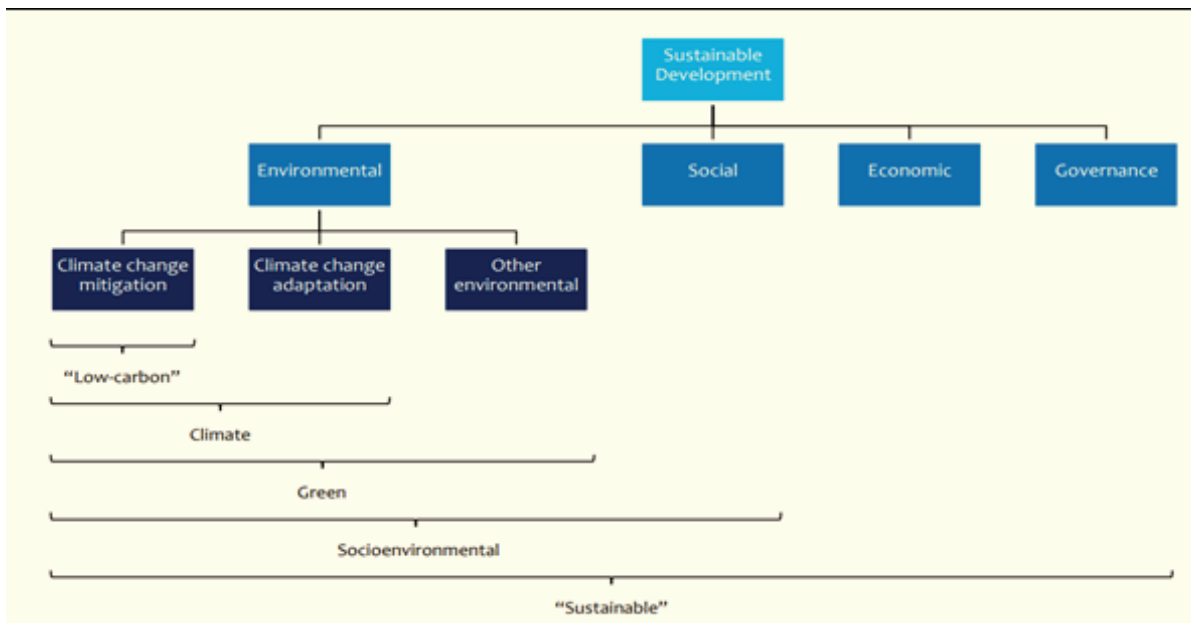 Sustainable
Development
Environmental
Social
Economic
Governance
Climate change
mitigation
Climate change
adaptation
Other
environmental
“Low-carbon”
Climate
Green
Socioenvironmental
“Sustainable”